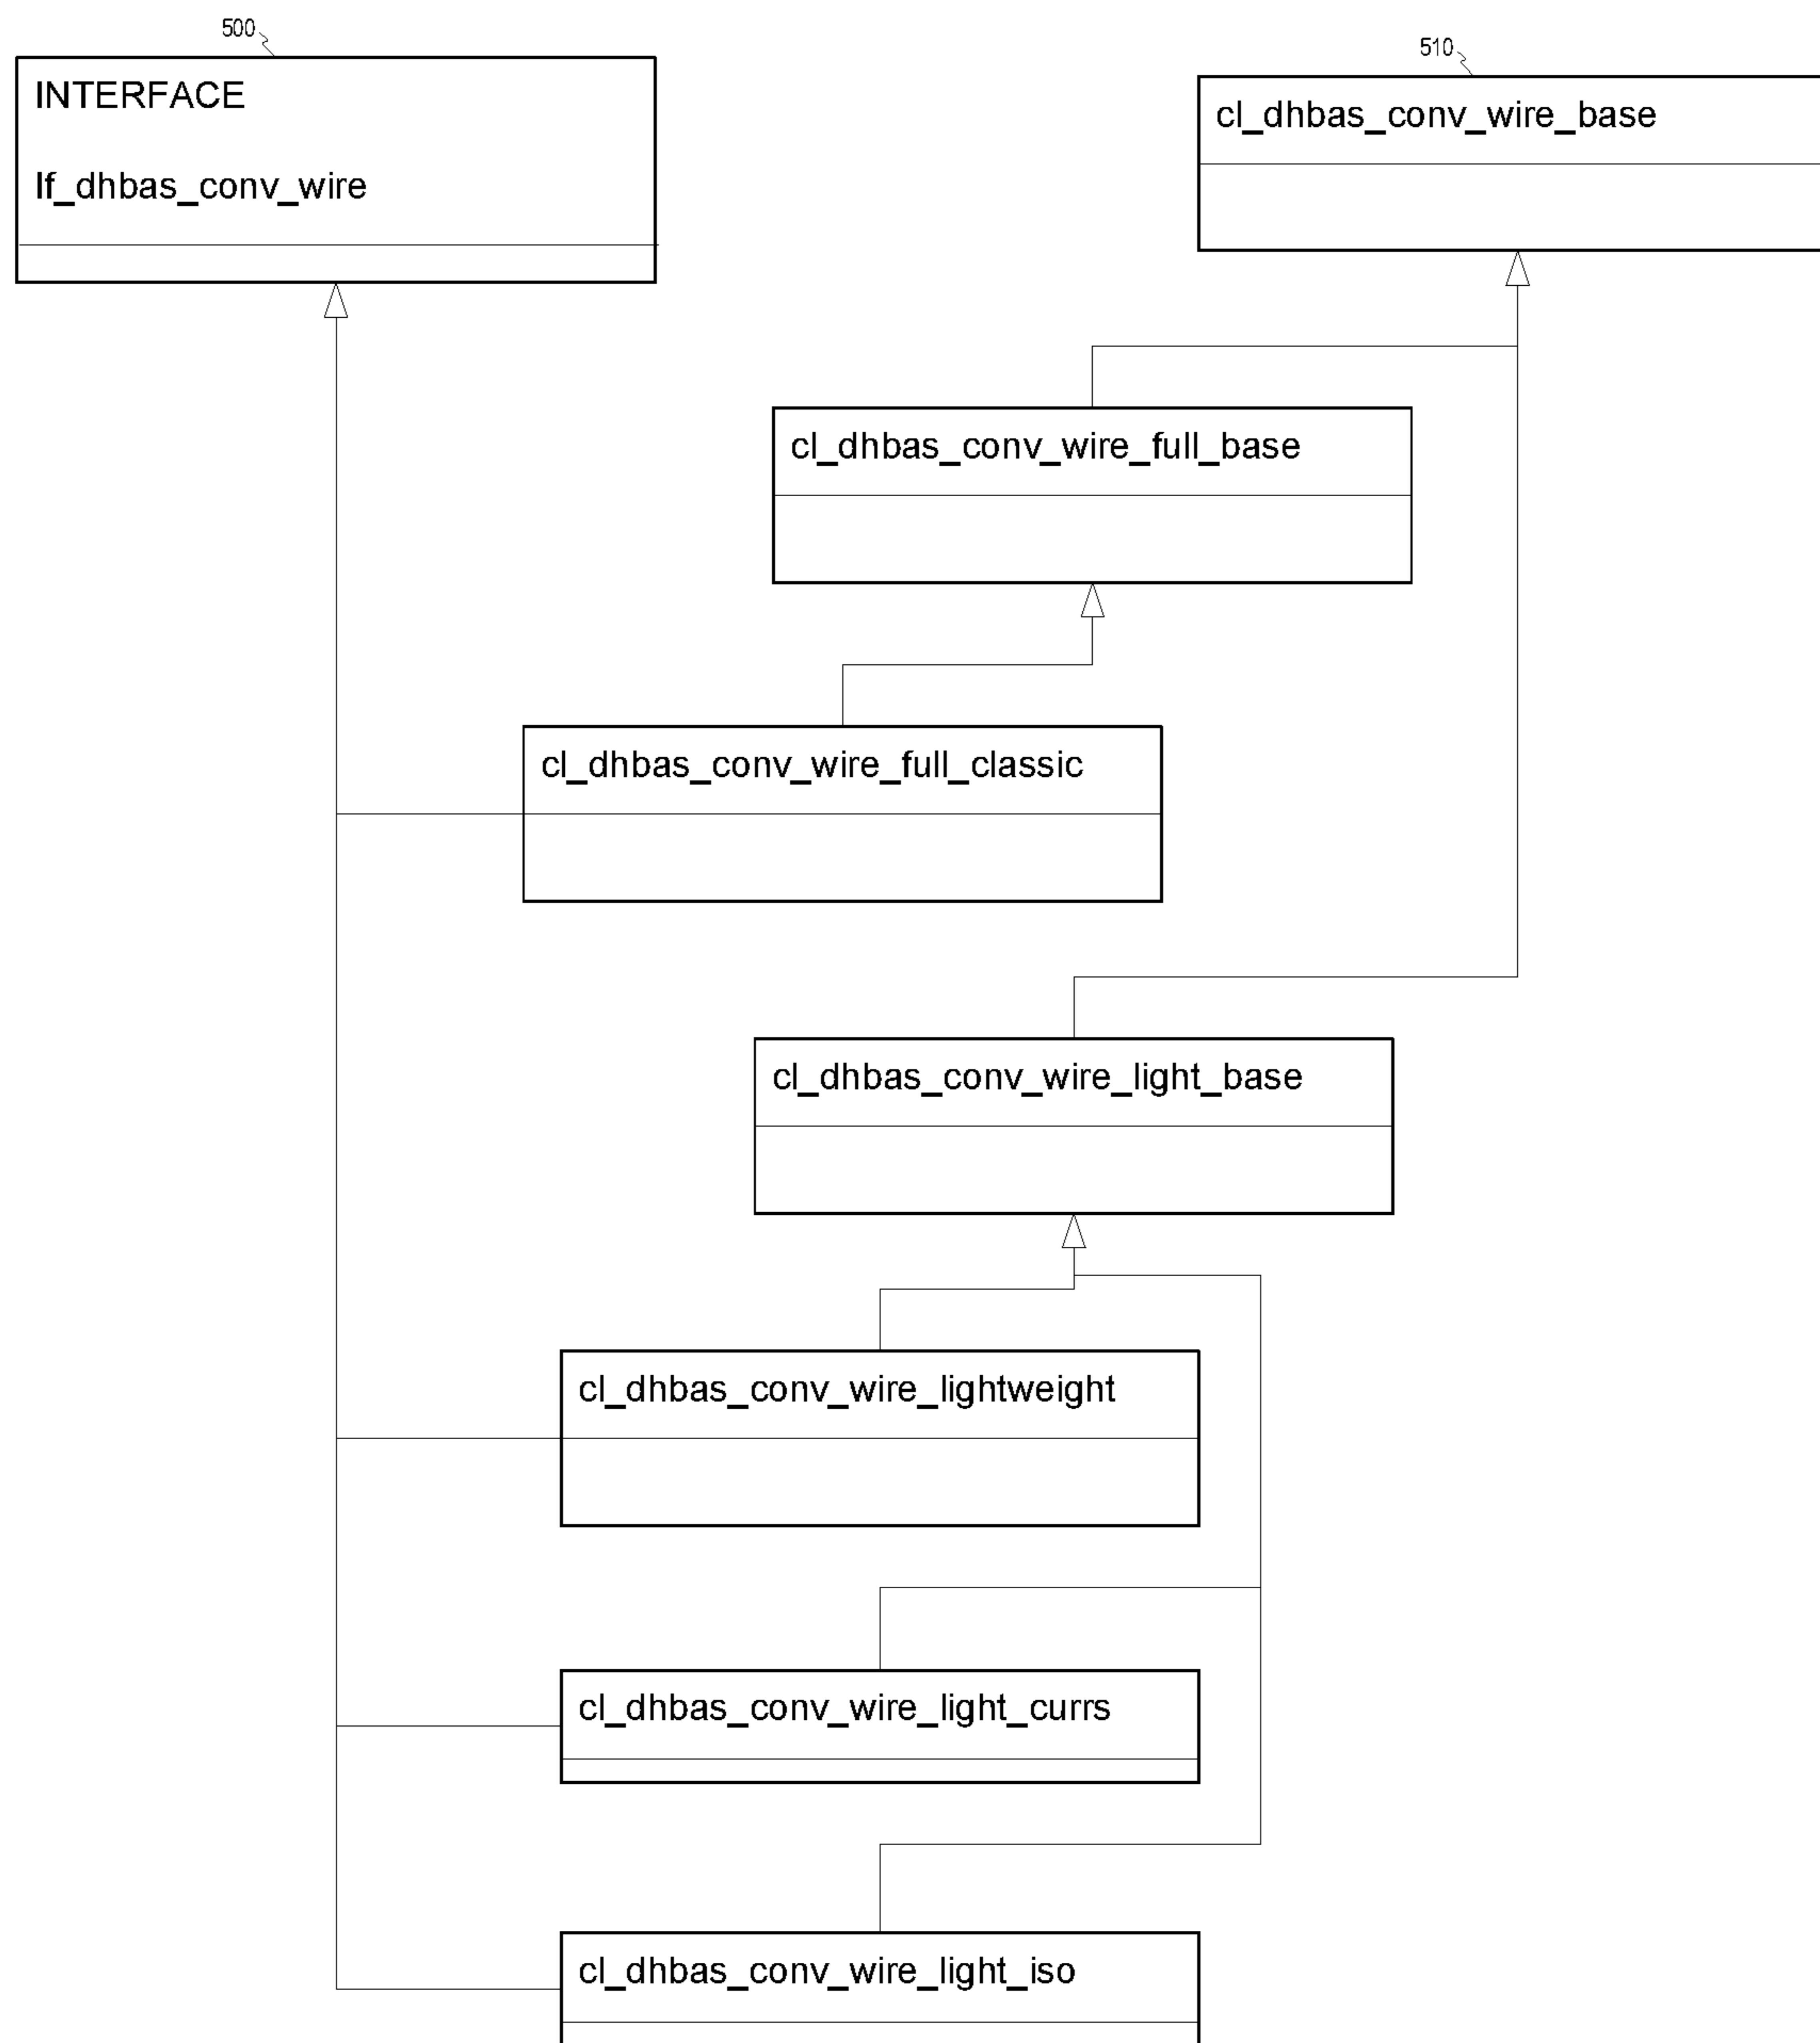 500
INTERFACE
If_dhbas_conv_wire
510
cl_dhbas_conv_wire_base
cl_dhbas_conv_wire_full_base
cl_dhbas_conv_wire_full_classic
cl_dhbas_conv_wire_light_base
cl_dhbas_conv_wire_lightweight
cl_dhbas_conv_wire_light_currs
cl_dhbas_conv_wire_light_iso